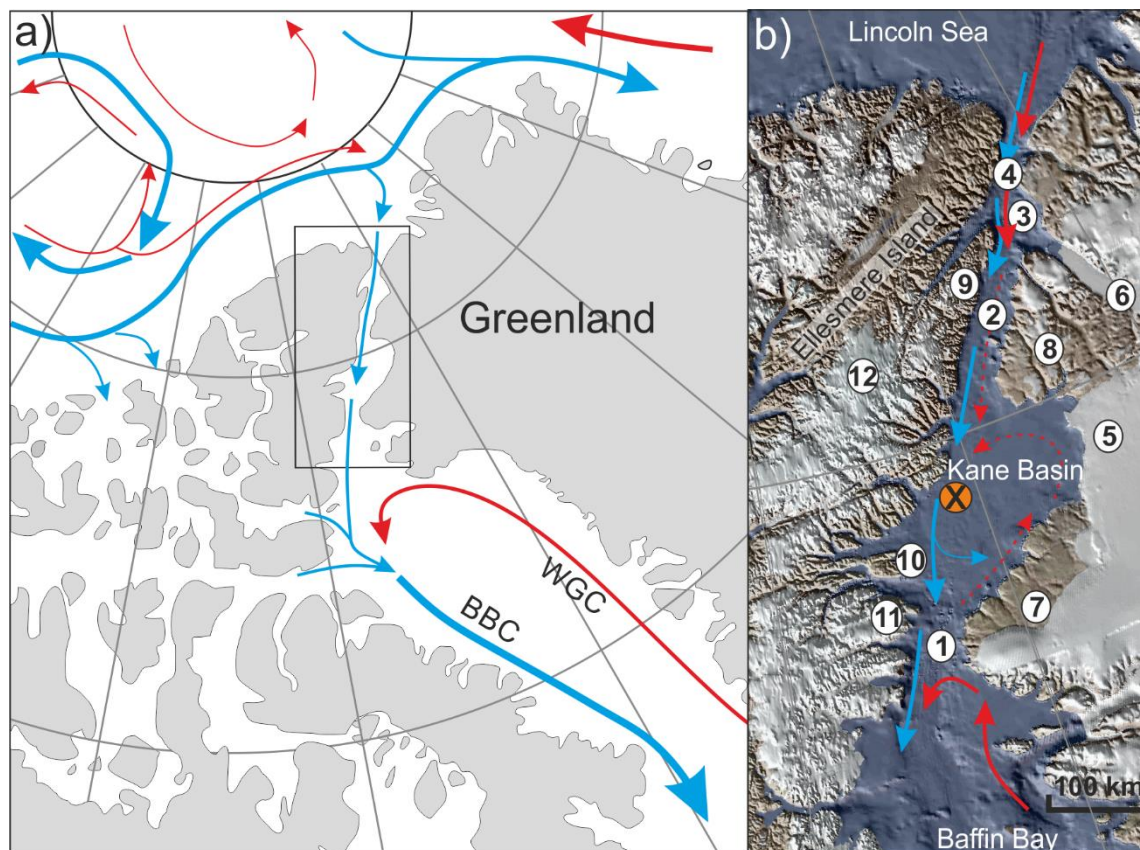 a)
Greenland
WGC
BBC
b)
Lincoln Sea
4
3
Ellesmere Island
9
6
2
8
12
5
Kane Basin
X
10
7
11
1
100 km
Baffin Bay